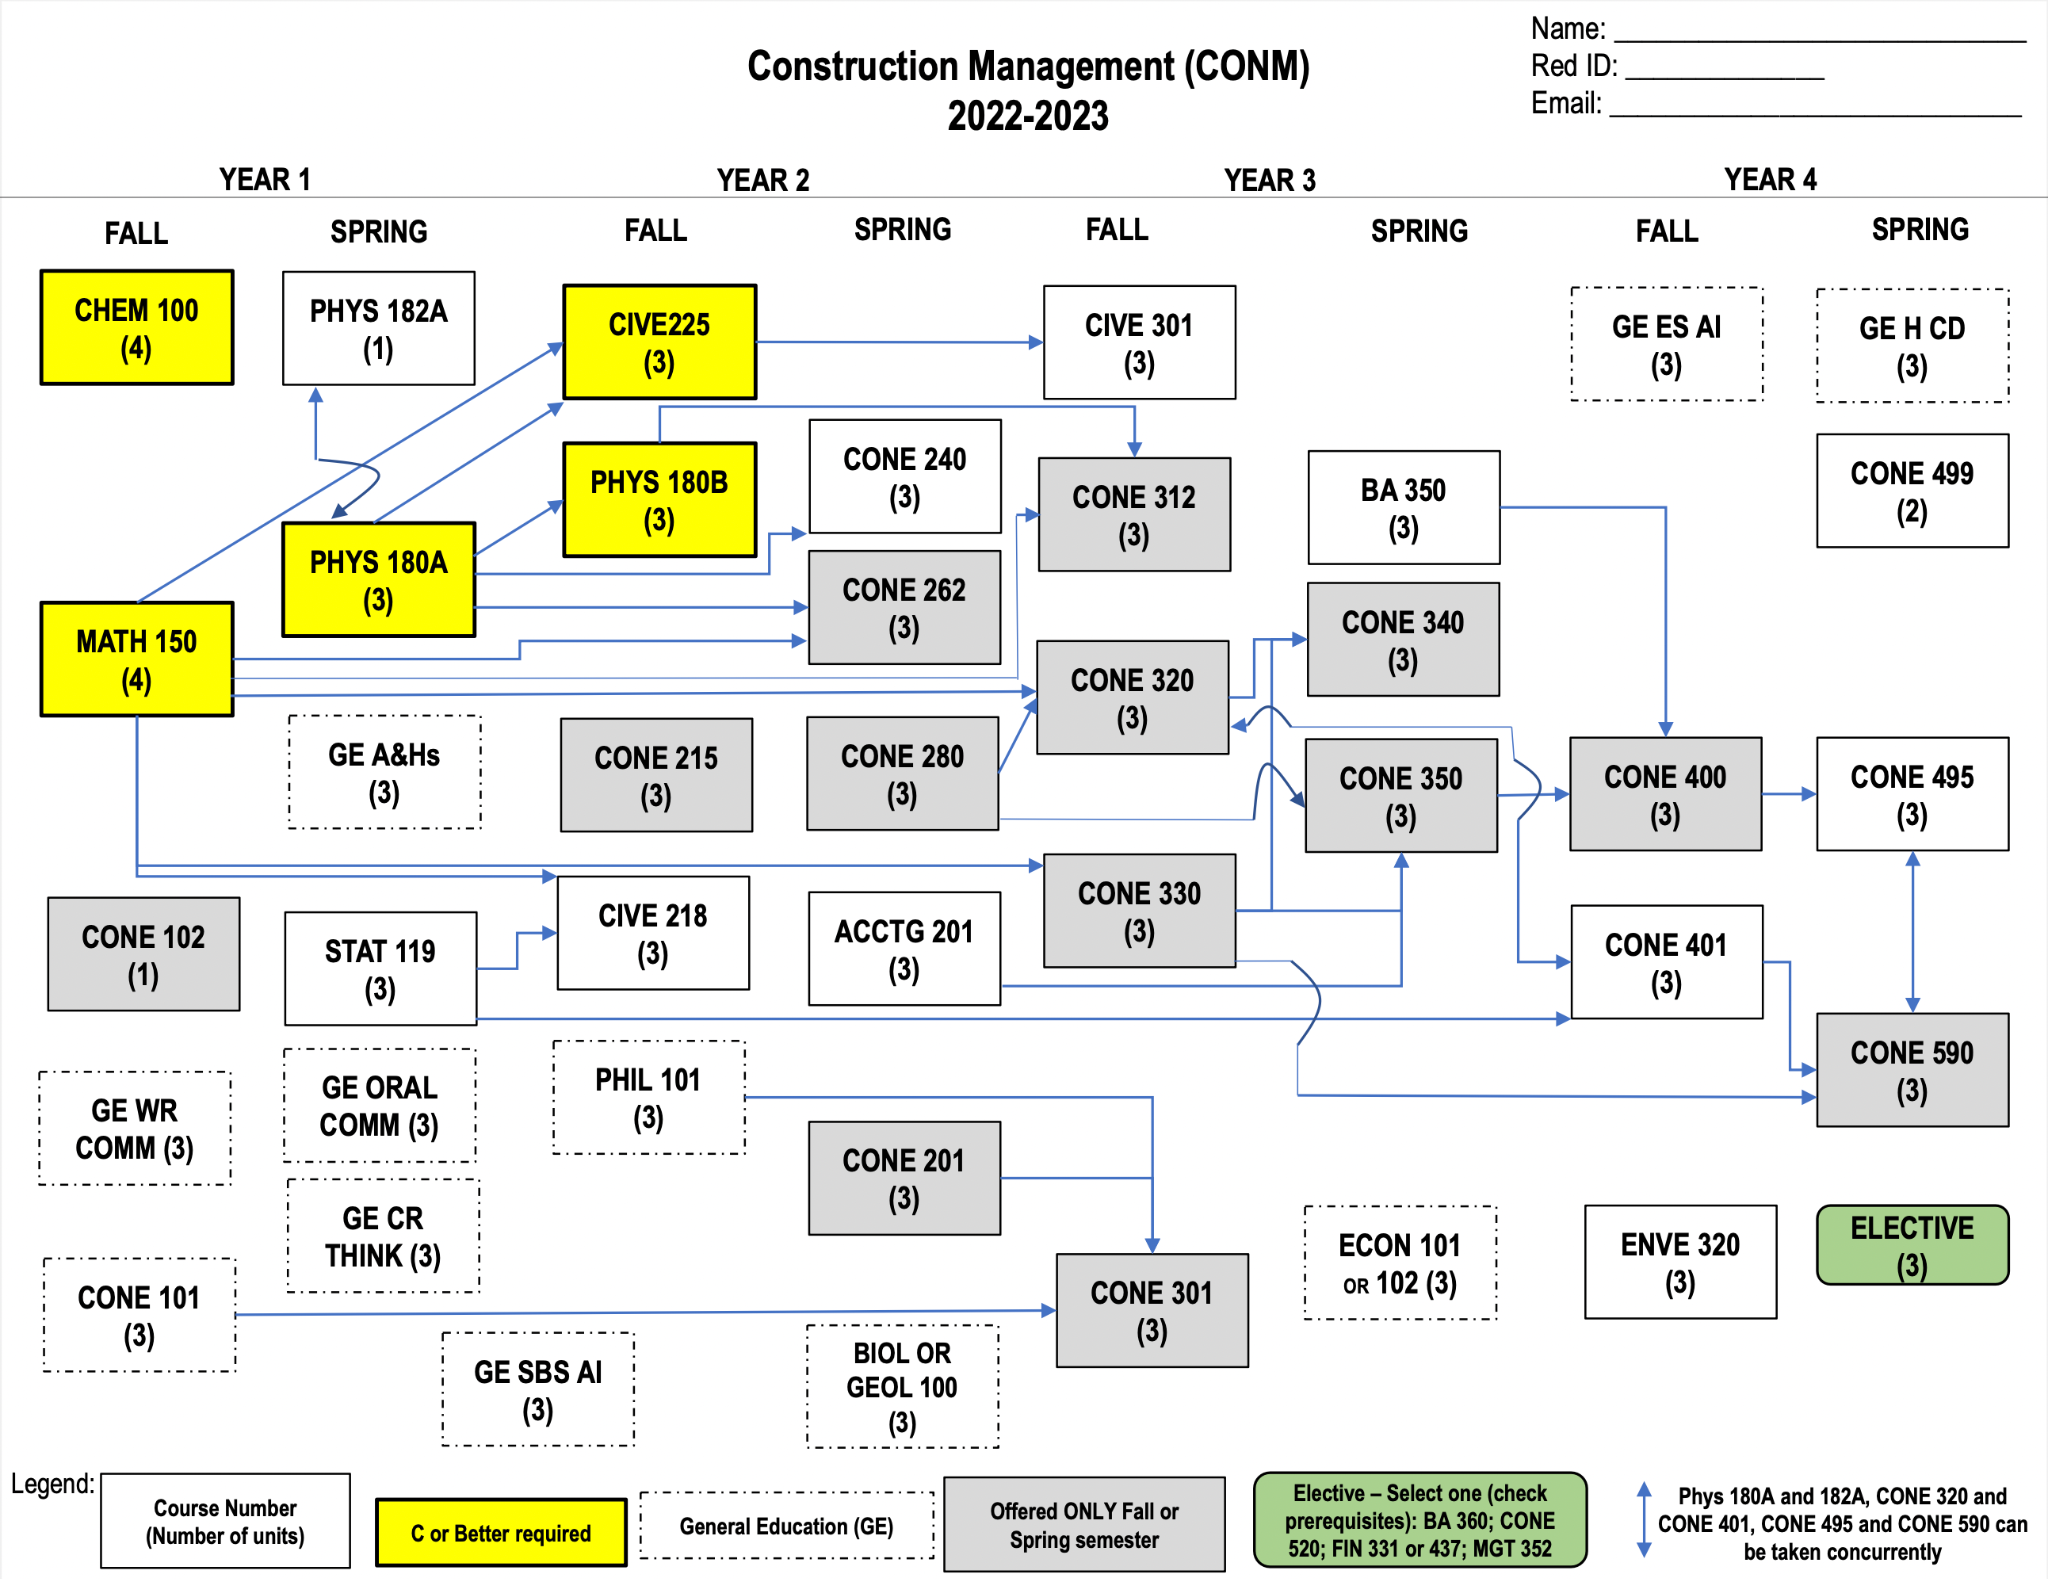 Name: ____________________________
Construction Management (CONM)
Red ID: _____________
2022-2023
Email: ____________________________
YEAR 1
YEAR 2
YEAR 3
YEAR 4
FALL
SPRING
FALL
SPRING
FALL
SPRING
FALL
SPRING
CHEM 100
(4)
MATH 150
(4)
CONE 102
(1)
GE WR
COMM (3)
CONE 101
(3)
PHYS 182A
(1)
PHYS 180A
(3)
GE A&Hs
(3)
STAT 119
(3)
GE ORAL
COMM (3)
GE CR
THINK (3)
GE SBS AI
(3)
CIVE225
(3)
PHYS 180B
(3)
CONE 215
(3)
CIVE 218
(3)
PHIL 101
(3)
CONE 240
(3)
CONE 262
(3)
CONE 280
(3)
ACCTG 201
(3)
CONE 201
(3)
BIOL OR
GEOL 100
(3)
CIVE 301
(3)
CONE 312
(3)
CONE 320
(3)
CONE 330
(3)
CONE 301
(3)
BA 350
(3)
CONE 340
(3)
CONE 350
(3)
ECON 101
OR 102 (3)
GE ES AI
(3)
CONE 400
(3)
CONE 401
(3)
ENVE 320
(3)
GE H CD
(3)
CONE 499
(2)
CONE 495
(3)
CONE 590
(3)
ELECTIVE
(3)
Legend:
Course Number
(Number of units)
C or Better required
General Education (GE)
Offered ONLY Fall or
Spring semester
Elective – Select one (check
prerequisites): BA 360; CONE
520; FIN 331 or 437; MGT 352
Phys 180A and 182A, CONE 320 and
CONE 401, CONE 495 and CONE 590 can
be taken concurrently